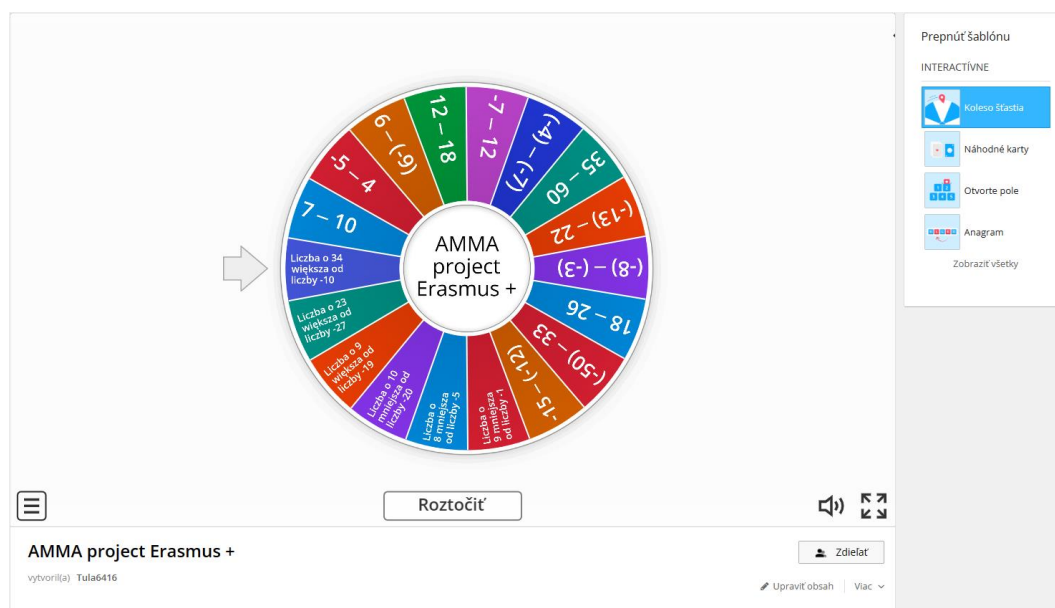 Prepnúť šablónu
INTERACTÍVNE
Koleso šťastia
Náhodné karty
Otvorte pole
Anagram
Zobraziť všetky
AMMA
project
Erasmus +
Liczba o 34
większa od
liczby -10
7 – 10
-5 – 4
6 – (-9)
12 – 18
-7 – 12
(-4) – (-7)
35 – 60
(-13) – 22
(-8) – (-3)
18 – 26
(-50) – 33
-15 – (-12)
Liczba o
9 mniejsza
od liczby -1
Liczba o
8 mniejsza
od liczby -5
Liczba o 10
mniejsza od
liczby -20
Liczba o 9
większa od
liczby -19
Liczba o 23
większa od
liczby -27
Roztočiť
AMMA project Erasmus +
vytvoril(a) Tula6416
Zdieľať
Upraviť obsah
Viac